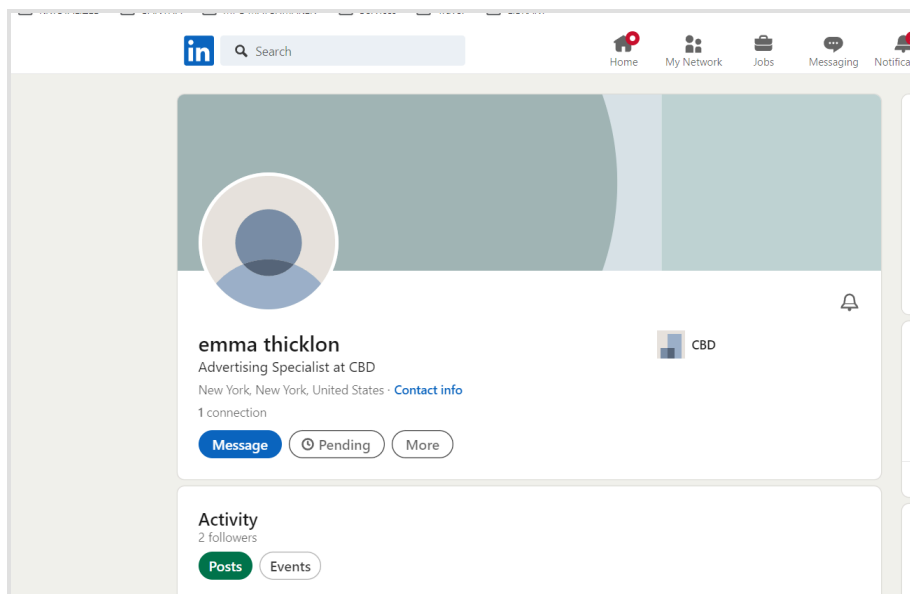 in
Search
Home
My Network
Jobs
Messaging
Notifica
emma thicklon
CBD
Advertising Specialist at CBD
New York, New York, United States · Contact info
1 connection
Message
Pending
More
Activity
2 followers
Posts
Events